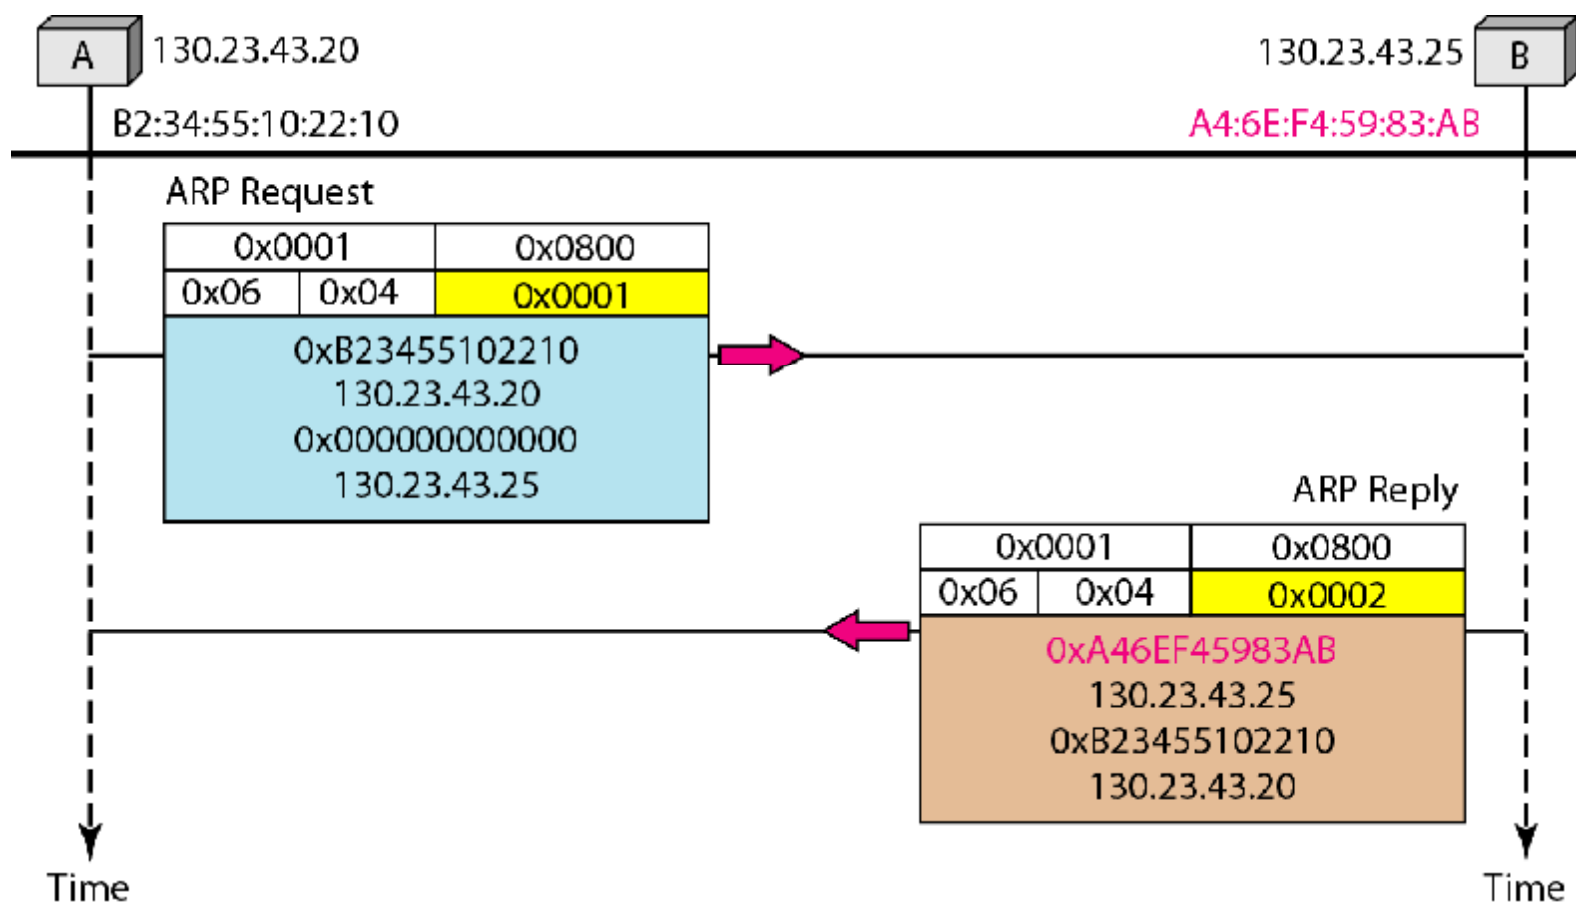 A 130.23.43.20 130.23.43.25 B
B2:34:55:10:22:10 A4:6E:F4:59:83:AB
ARP Request
0x0001 0x0800
0x06 0x04 0x0001
0xB23455102210
130.23.43.20
0x000000000000
130.23.43.25
ARP Reply
0x0001 0x0800
0x06 0x04 0x0002
0xA46EF45983AB
130.23.43.25
0xB23455102210
130.23.43.20
Time Time